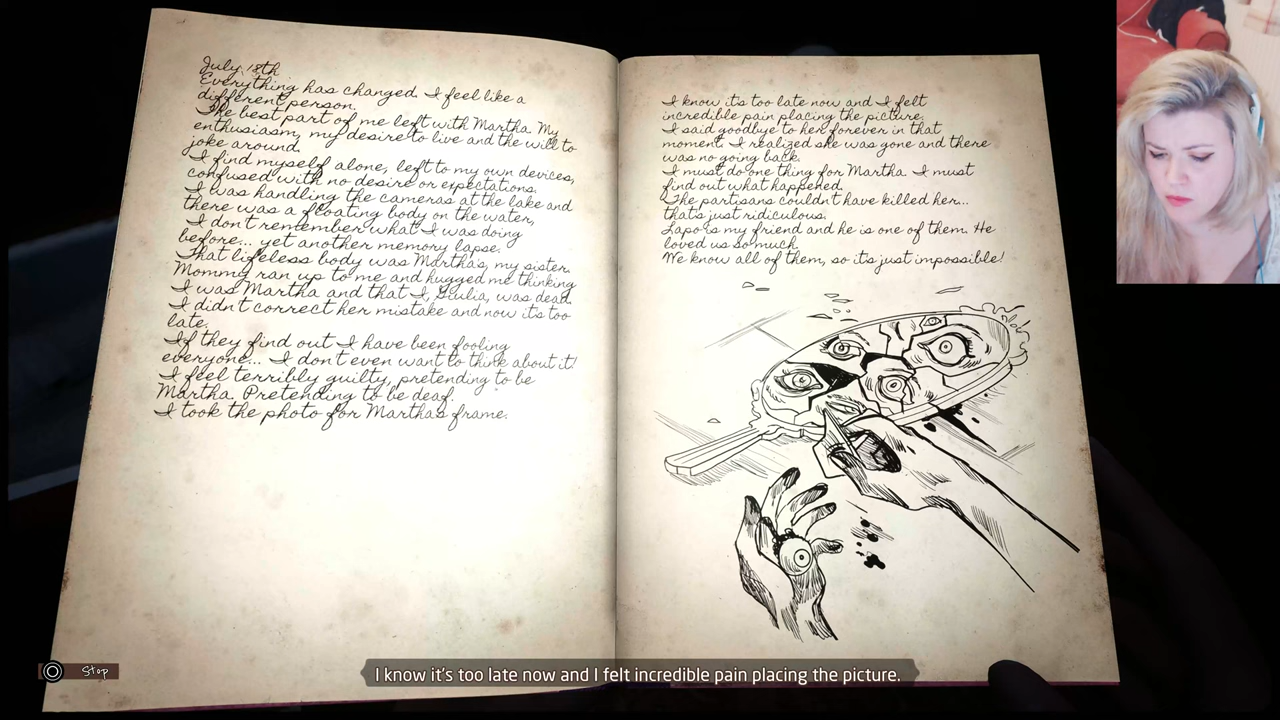 July 18th
Everything has changed. I feel like a
different person.
The best part of me left with Martha. My
enthusiasm, my desire to live and the will to
joke around.
I find myself alone, left to my own devices,
confused with no desire or expectations.
I was handling the cameras at the lake and
there was a floating body on the water,
I don't remember what I was doing
before... yet another memory lapse.
That lifeless body was Martha's, my sister.
Mommy ran up to me and hugged me thinking
I was Martha and that I, Giulia, was dead.
I didn't correct her mistake and now it's too
late.
If they find out I have been fooling
everyone... I don't even want to think about it!
I feel terribly guilty, pretending to be
Martha. Pretending to be deaf.
I took the photo for Martha's frame.
I know it's too late now and I felt
incredible pain placing the picture.
I said goodbye to her forever in that
moment. I realized she was gone and there
was no going back.
I must do one thing for Martha. I must
find out what happened.
The partisans couldn't have killed her...
that's just ridiculous.
Lapo is my friend and he is one of them. He
loved us so much.
We know all of them, so it's just impossible!
Stop
I know it's too late now and I felt incredible pain placing the picture.